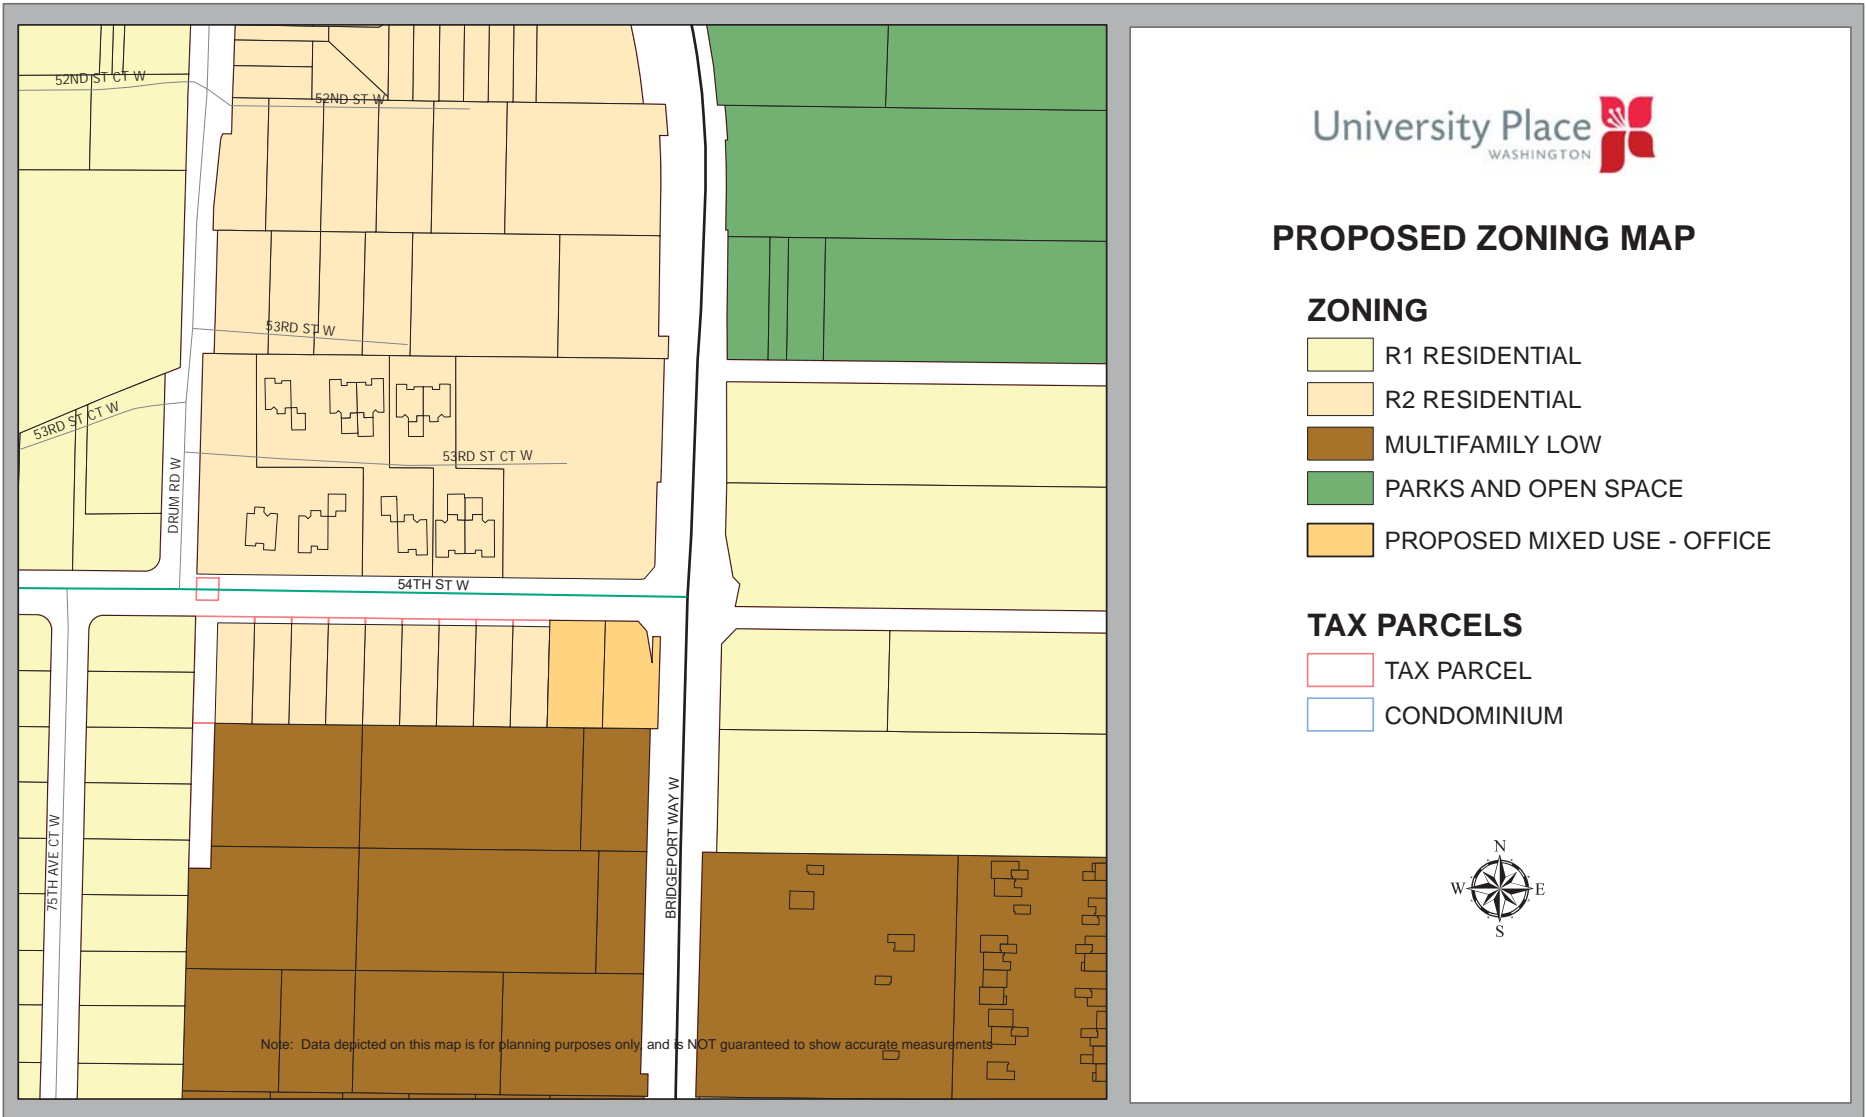 52ND ST CT W
52ND ST W
53RD ST W
53RD ST CT W
53RD ST CT W
DRUM RD W
54TH ST W
BRIDGEPORT WAY W
75TH AVE CT W
Note: Data depicted on this map is for planning purposes only, and is NOT guaranteed to show accurate measurements
University Place
WASHINGTON
PROPOSED ZONING MAP
ZONING
R1 RESIDENTIAL
R2 RESIDENTIAL
MULTIFAMILY LOW
PARKS AND OPEN SPACE
PROPOSED MIXED USE - OFFICE
TAX PARCELS
TAX PARCEL
CONDOMINIUM
N
W E
S